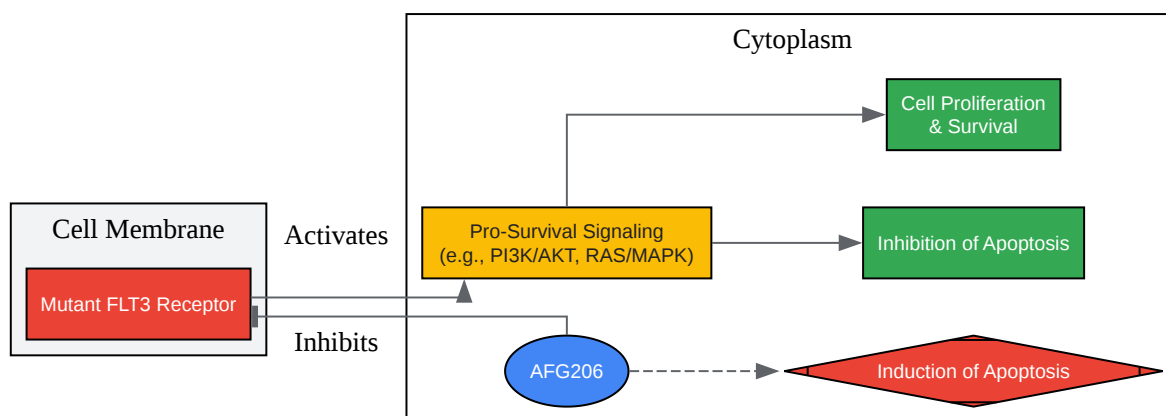 Cytoplasm
Cell Proliferation
& Survival
Cell Membrane
Activates
Pro-Survival Signaling
(e.g., PI3K/AKT, RAS/MAPK)
Inhibition of Apoptosis
Mutant FLT3 Receptor
Inhibits
AFG206
Induction of Apoptosis